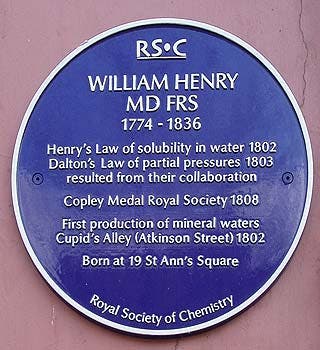 RS•C
WILLIAM HENRY
MD FRS
1774 - 1836
Henry's Law of solubility in water 1802
Dalton's Law of partial pressures 1803
resulted from their collaboration
Copley Medal Royal Society 1808
First production of mineral waters
Cupid's Alley (Atkinson Street) 1802
Born at 19 St Ann's Square
Royal Society of Chemistry